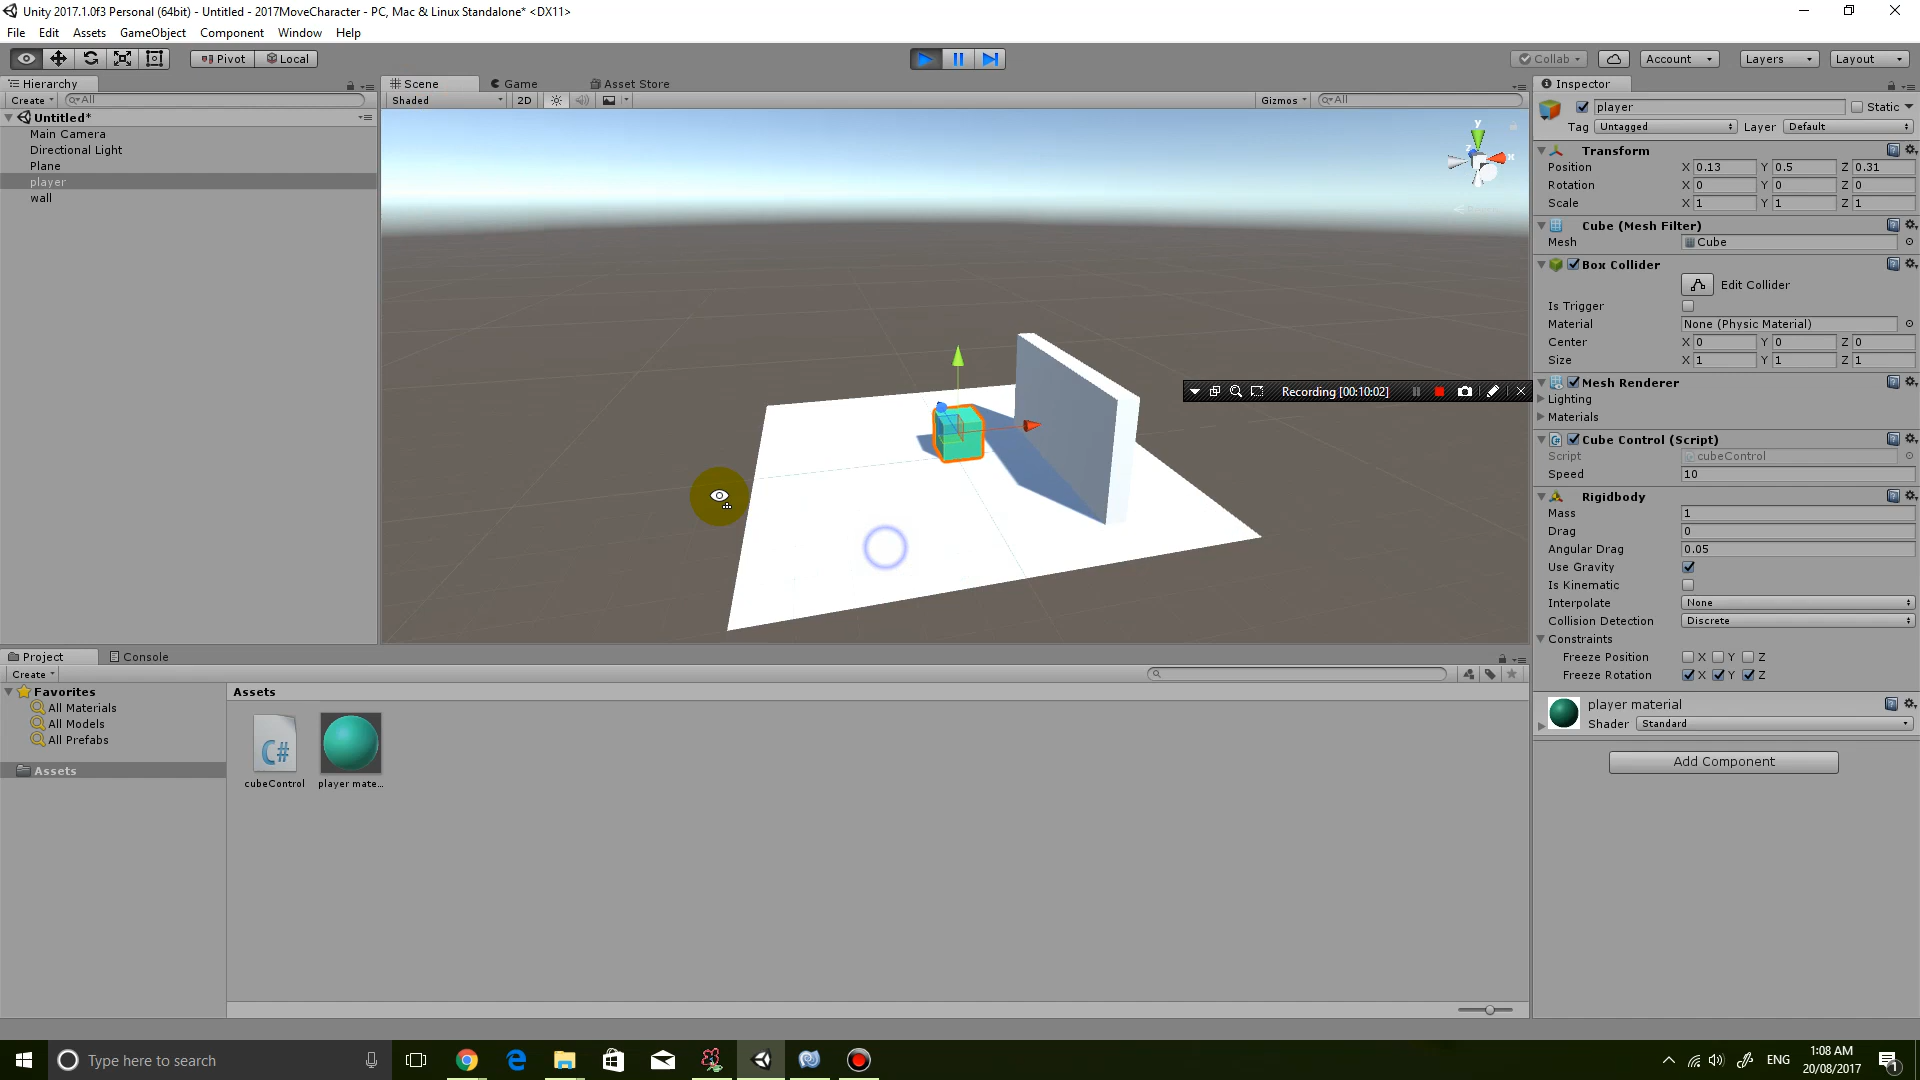 Unity 2017.1.0f3 Personal (64bit) - Untitled - 2017MoveCharacter - PC, Mac & Linux Standalone* <DX11>
File Edit Assets GameObject Component Window Help
Pivot Local Collab Account Layers Layout
Hierarchy
Create All
Untitled*
Main Camera
Directional Light
Plane
player
wall
Scene Game Asset Store
Shaded 2D Gizmos All
y
x
z
Recording [00:10:02]
Inspector
player Static
Tag Untagged Layer Default
Transform
Position X 0.13 Y 0.5 Z 0.31
Rotation X 0 Y 0 Z 0
Scale X 1 Y 1 Z 1
Cube (Mesh Filter)
Mesh Cube
Box Collider
Edit Collider
Is Trigger
Material None (Physic Material)
Center X 0 Y 0 Z 0
Size X 1 Y 1 Z 1
Mesh Renderer
Lighting
Materials
Cube Control (Script)
Script cubeControl
Speed 10
Rigidbody
Mass 1
Drag 0
Angular Drag 0.05
Use Gravity
Is Kinematic
Interpolate None
Collision Detection Discrete
Constraints
Freeze Position X Y Z
Freeze Rotation X Y Z
player material
Shader Standard
Add Component
Project Console
Create
Favorites
All Materials
All Models
All Prefabs
Assets
Assets
C#
cubeControl player mate...
Type here to search
ENG
1:08 AM
20/08/2017
1